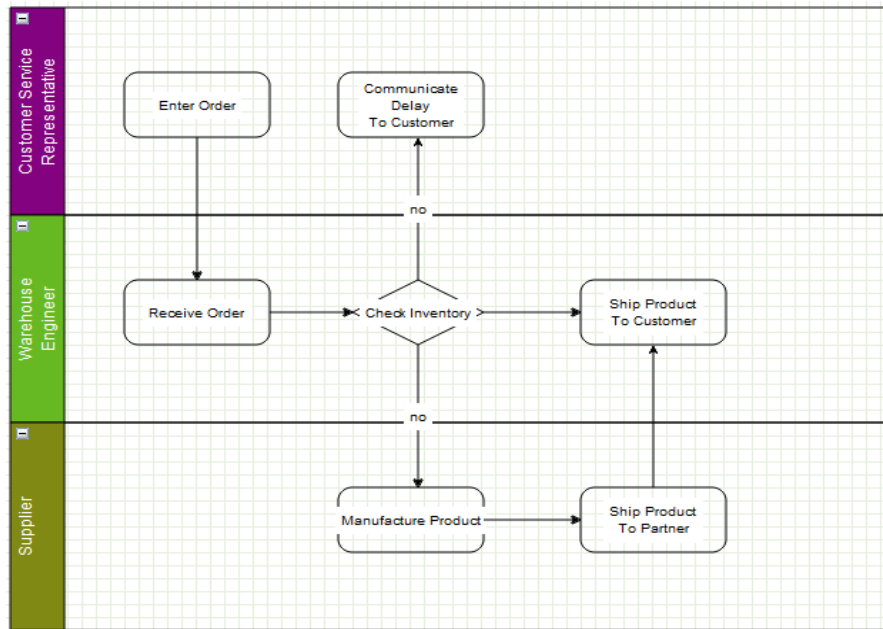 Customer Service
Representative
Enter Order
Communicate
Delay
To Customer
no
Warehouse
Engineer
Receive Order
Check Inventory
Ship Product
To Customer
no
Supplier
Manufacture Product
Ship Product
To Partner